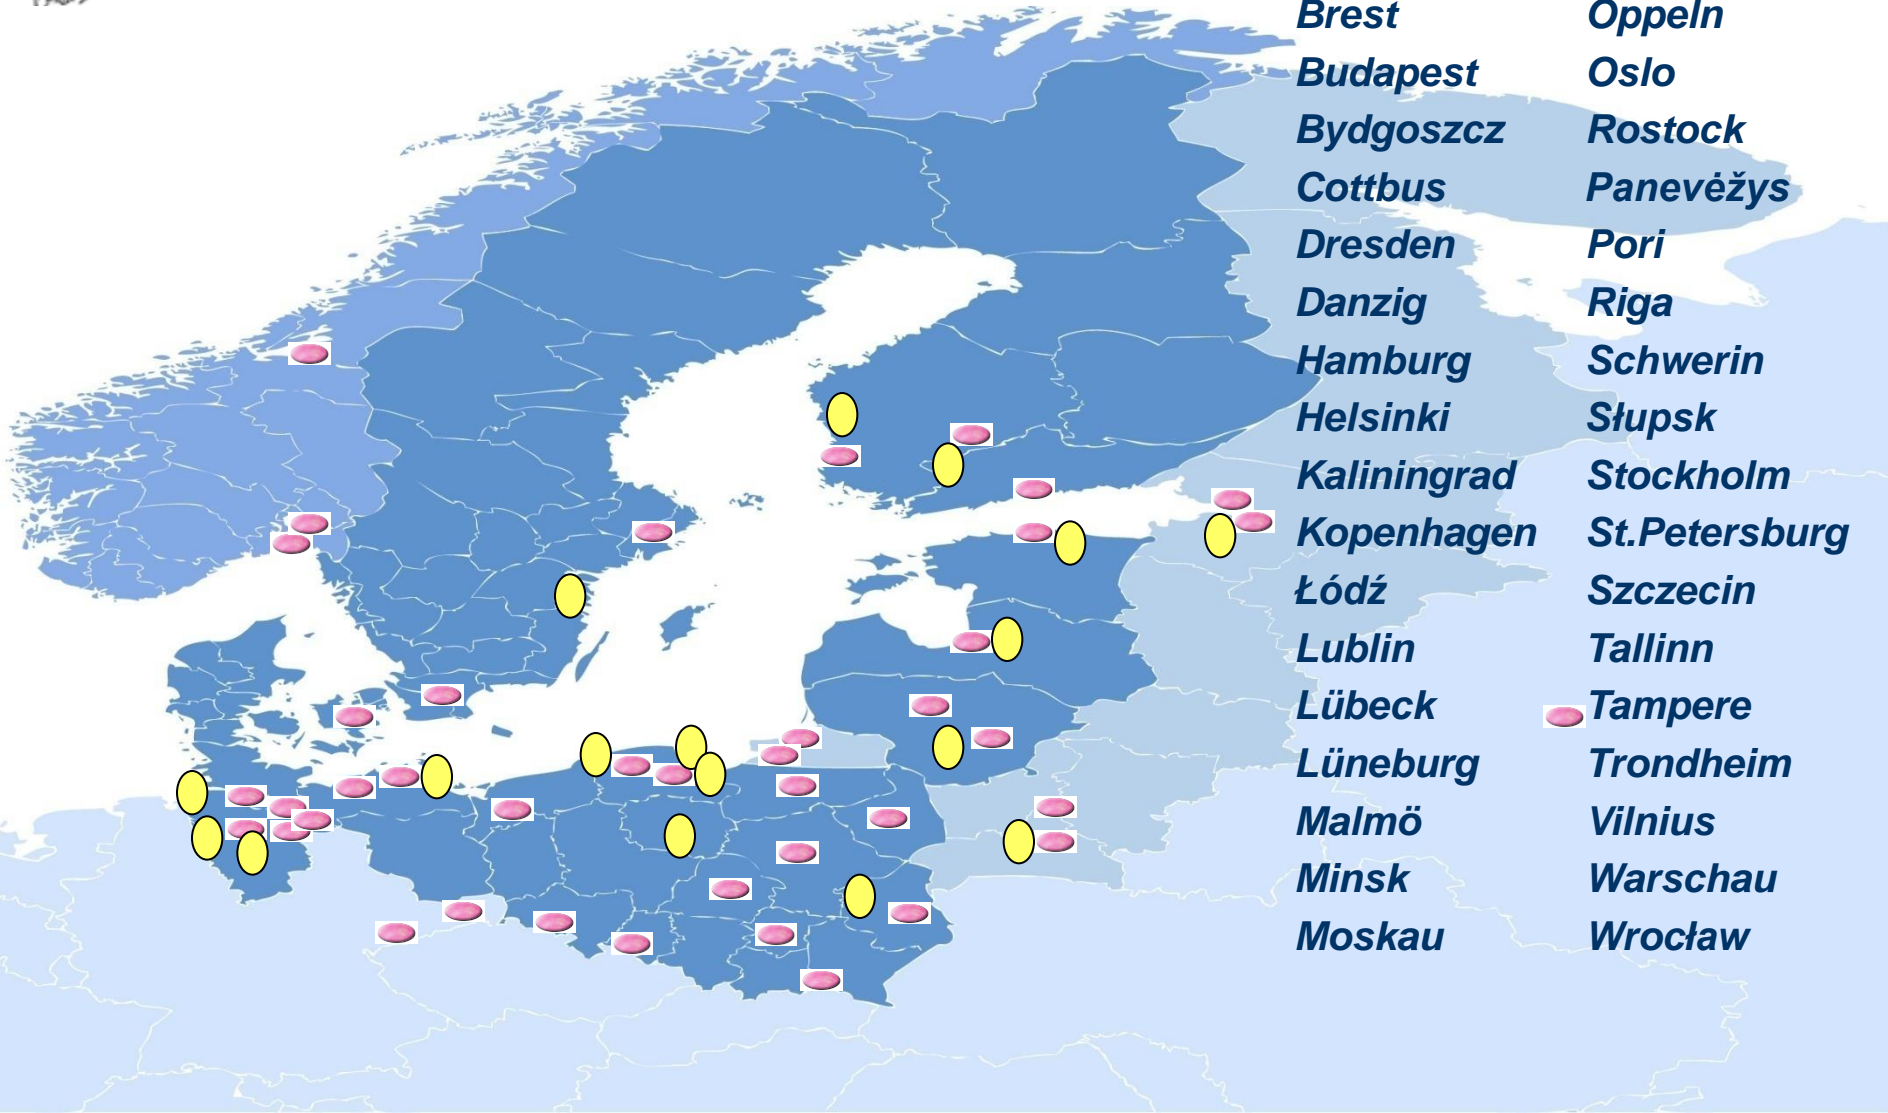 Brest
Budapest
Bydgoszcz
Cottbus
Dresden
Danzig
Hamburg
Helsinki
Kaliningrad
Kopenhagen
Łódź
Lublin
Lübeck
Lüneburg
Malmö
Minsk
Moskau
Oppeln
Oslo
Rostock
Panevėžys
Pori
Riga
Schwerin
Słupsk
Stockholm
St.Petersburg
Szczecin
Tallinn
Tampere
Trondheim
Vilnius
Warschau
Wrocław